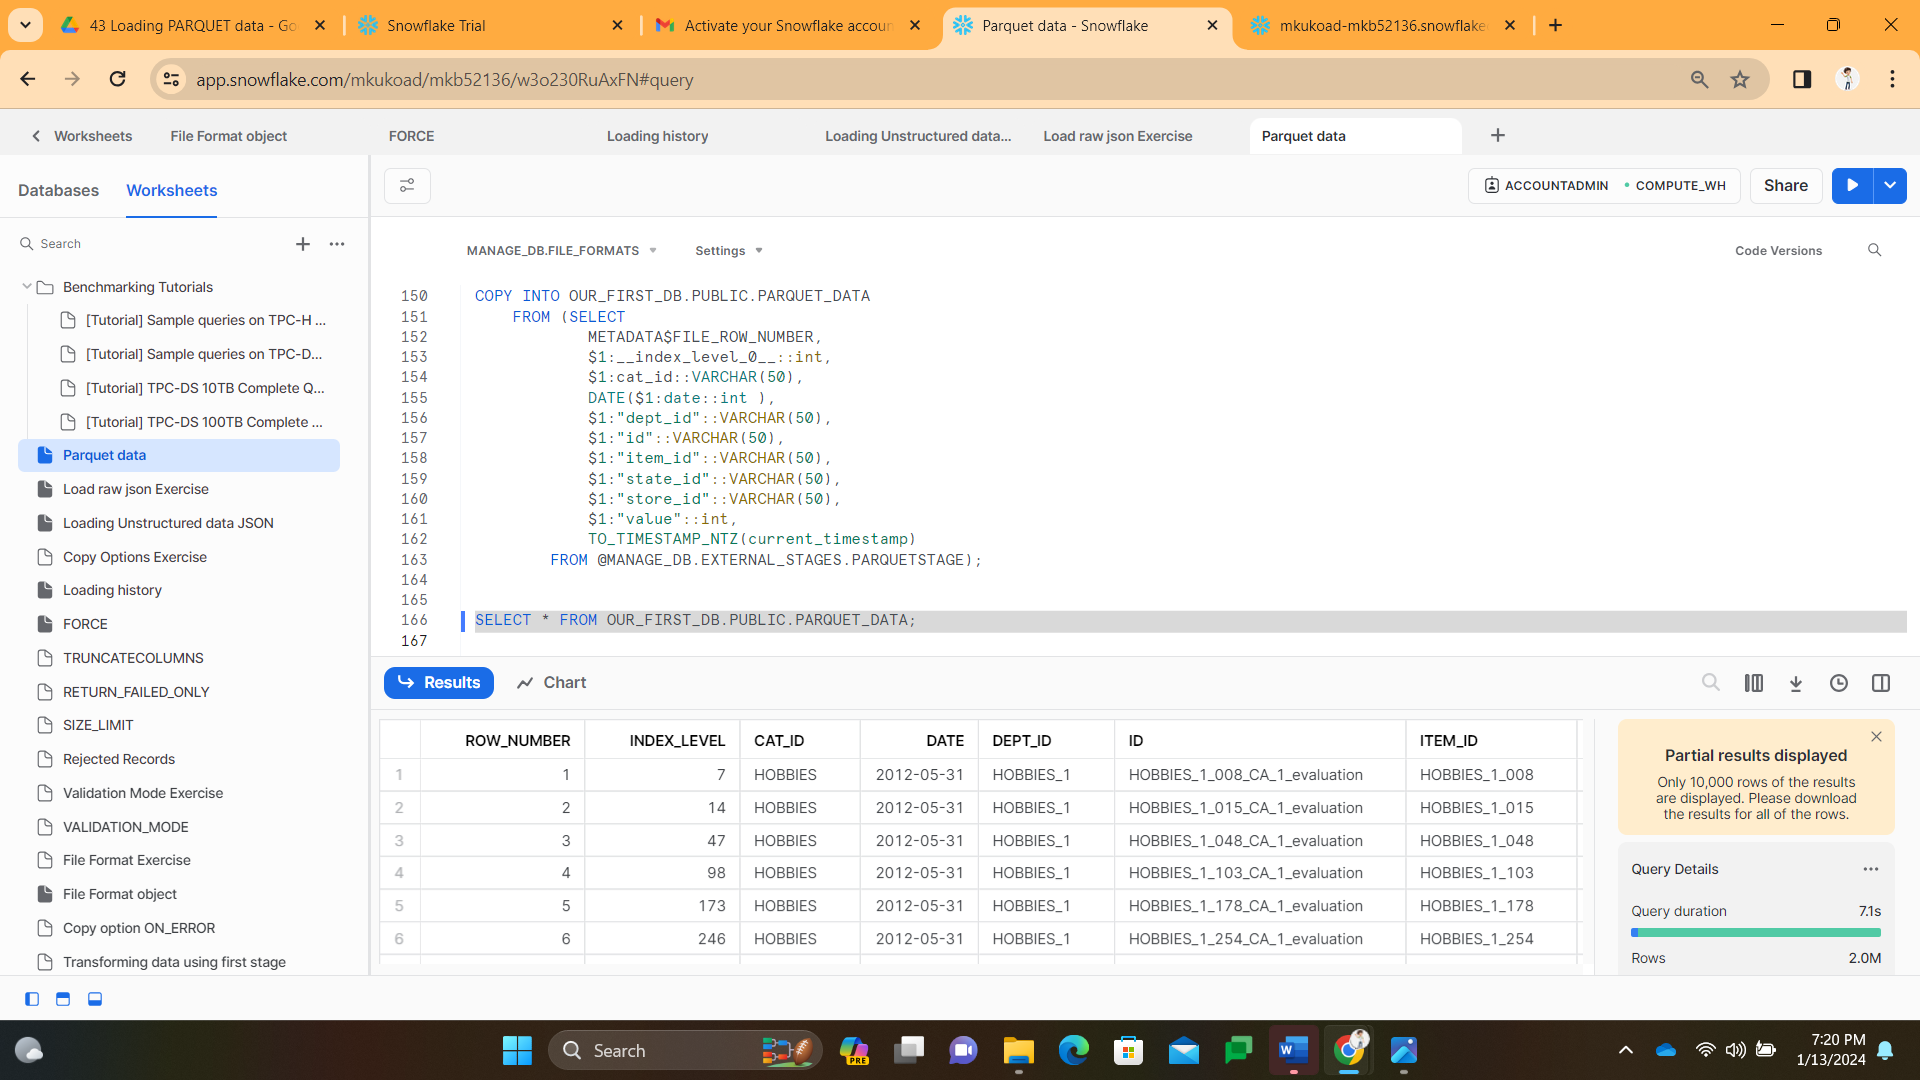 43 Loading PARQUET data - Go
Snowflake Trial
Activate your Snowflake accoun
Parquet data - Snowflake
mkukoad-mkb52136.snowflake
app.snowflake.com/mkukoad/mkb52136/w3o230RuAxFN#query
Worksheets
File Format object
FORCE
Loading history
Loading Unstructured data...
Load raw json Exercise
Parquet data
Databases
Worksheets
ACCOUNTADMIN
COMPUTE_WH
Share
Search
MANAGE_DB.FILE_FORMATS
Settings
Code Versions
Benchmarking Tutorials
[Tutorial] Sample queries on TPC-H ...
[Tutorial] Sample queries on TPC-D...
[Tutorial] TPC-DS 10TB Complete Q...
[Tutorial] TPC-DS 100TB Complete ...
Parquet data
Load raw json Exercise
Loading Unstructured data JSON
Copy Options Exercise
Loading history
FORCE
TRUNCATECOLUMNS
RETURN_FAILED_ONLY
SIZE_LIMIT
Rejected Records
Validation Mode Exercise
VALIDATION_MODE
File Format Exercise
File Format object
Copy option ON_ERROR
Transforming data using first stage
150 COPY INTO OUR_FIRST_DB.PUBLIC.PARQUET_DATA
151 FROM (SELECT
152 METADATA$FILE_ROW_NUMBER,
153 $1:__index_level_0__::int,
154 $1:cat_id::VARCHAR(50),
155 DATE($1:date::int ),
156 $1:"dept_id"::VARCHAR(50),
157 $1:"id"::VARCHAR(50),
158 $1:"item_id"::VARCHAR(50),
159 $1:"state_id"::VARCHAR(50),
160 $1:"store_id"::VARCHAR(50),
161 $1:"value"::int,
162 TO_TIMESTAMP_NTZ(current_timestamp)
163 FROM @MANAGE_DB.EXTERNAL_STAGES.PARQUETSTAGE);
164
165
166 SELECT * FROM OUR_FIRST_DB.PUBLIC.PARQUET_DATA;
167
Results
Chart
ROW_NUMBER INDEX_LEVEL CAT_ID DATE DEPT_ID ID ITEM_ID
1 1 7 HOBBIES 2012-05-31 HOBBIES_1 HOBBIES_1_008_CA_1_evaluation HOBBIES_1_008
2 2 14 HOBBIES 2012-05-31 HOBBIES_1 HOBBIES_1_015_CA_1_evaluation HOBBIES_1_015
3 3 47 HOBBIES 2012-05-31 HOBBIES_1 HOBBIES_1_048_CA_1_evaluation HOBBIES_1_048
4 4 98 HOBBIES 2012-05-31 HOBBIES_1 HOBBIES_1_103_CA_1_evaluation HOBBIES_1_103
5 5 173 HOBBIES 2012-05-31 HOBBIES_1 HOBBIES_1_178_CA_1_evaluation HOBBIES_1_178
6 6 246 HOBBIES 2012-05-31 HOBBIES_1 HOBBIES_1_254_CA_1_evaluation HOBBIES_1_254
Partial results displayed
Only 10,000 rows of the results
are displayed. Please download
the results for all of the rows.
Query Details
Query duration 7.1s
Rows 2.0M
Search
PRE
W
7:20 PM
1/13/2024